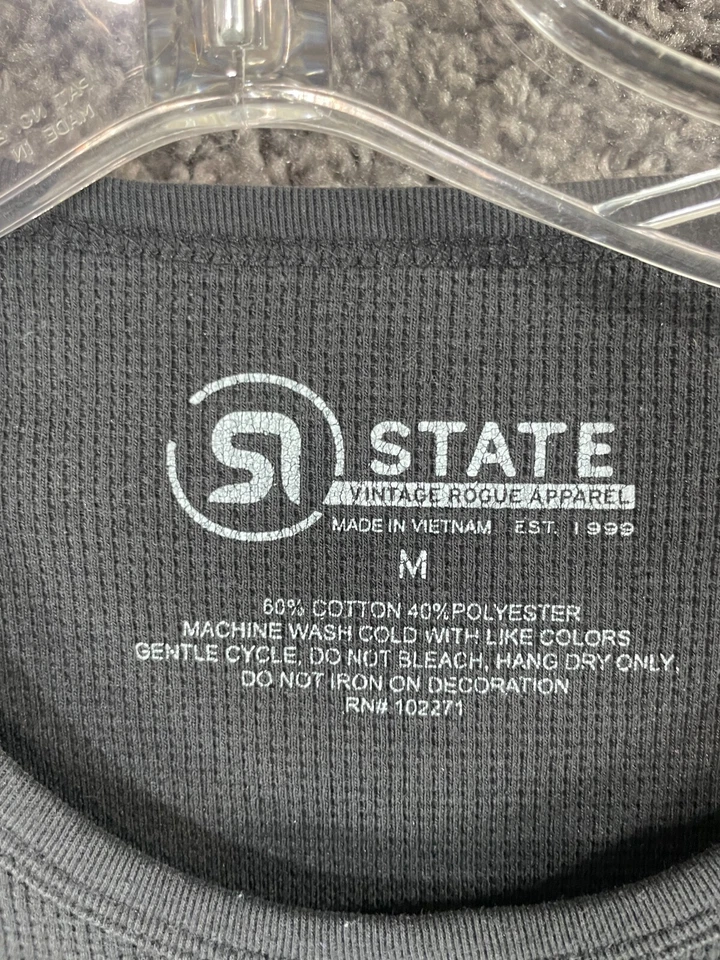 STATE
VINTAGE ROGUE APPAREL
MADE IN VIETNAM EST. 1999
M
60% COTTON 40%POLYESTER
MACHINE WASH COLD WITH LIKE COLORS
GENTLE CYCLE, DO NOT BLEACH, HANG DRY ONLY,
DO NOT IRON ON DECORATION
RN# 102271